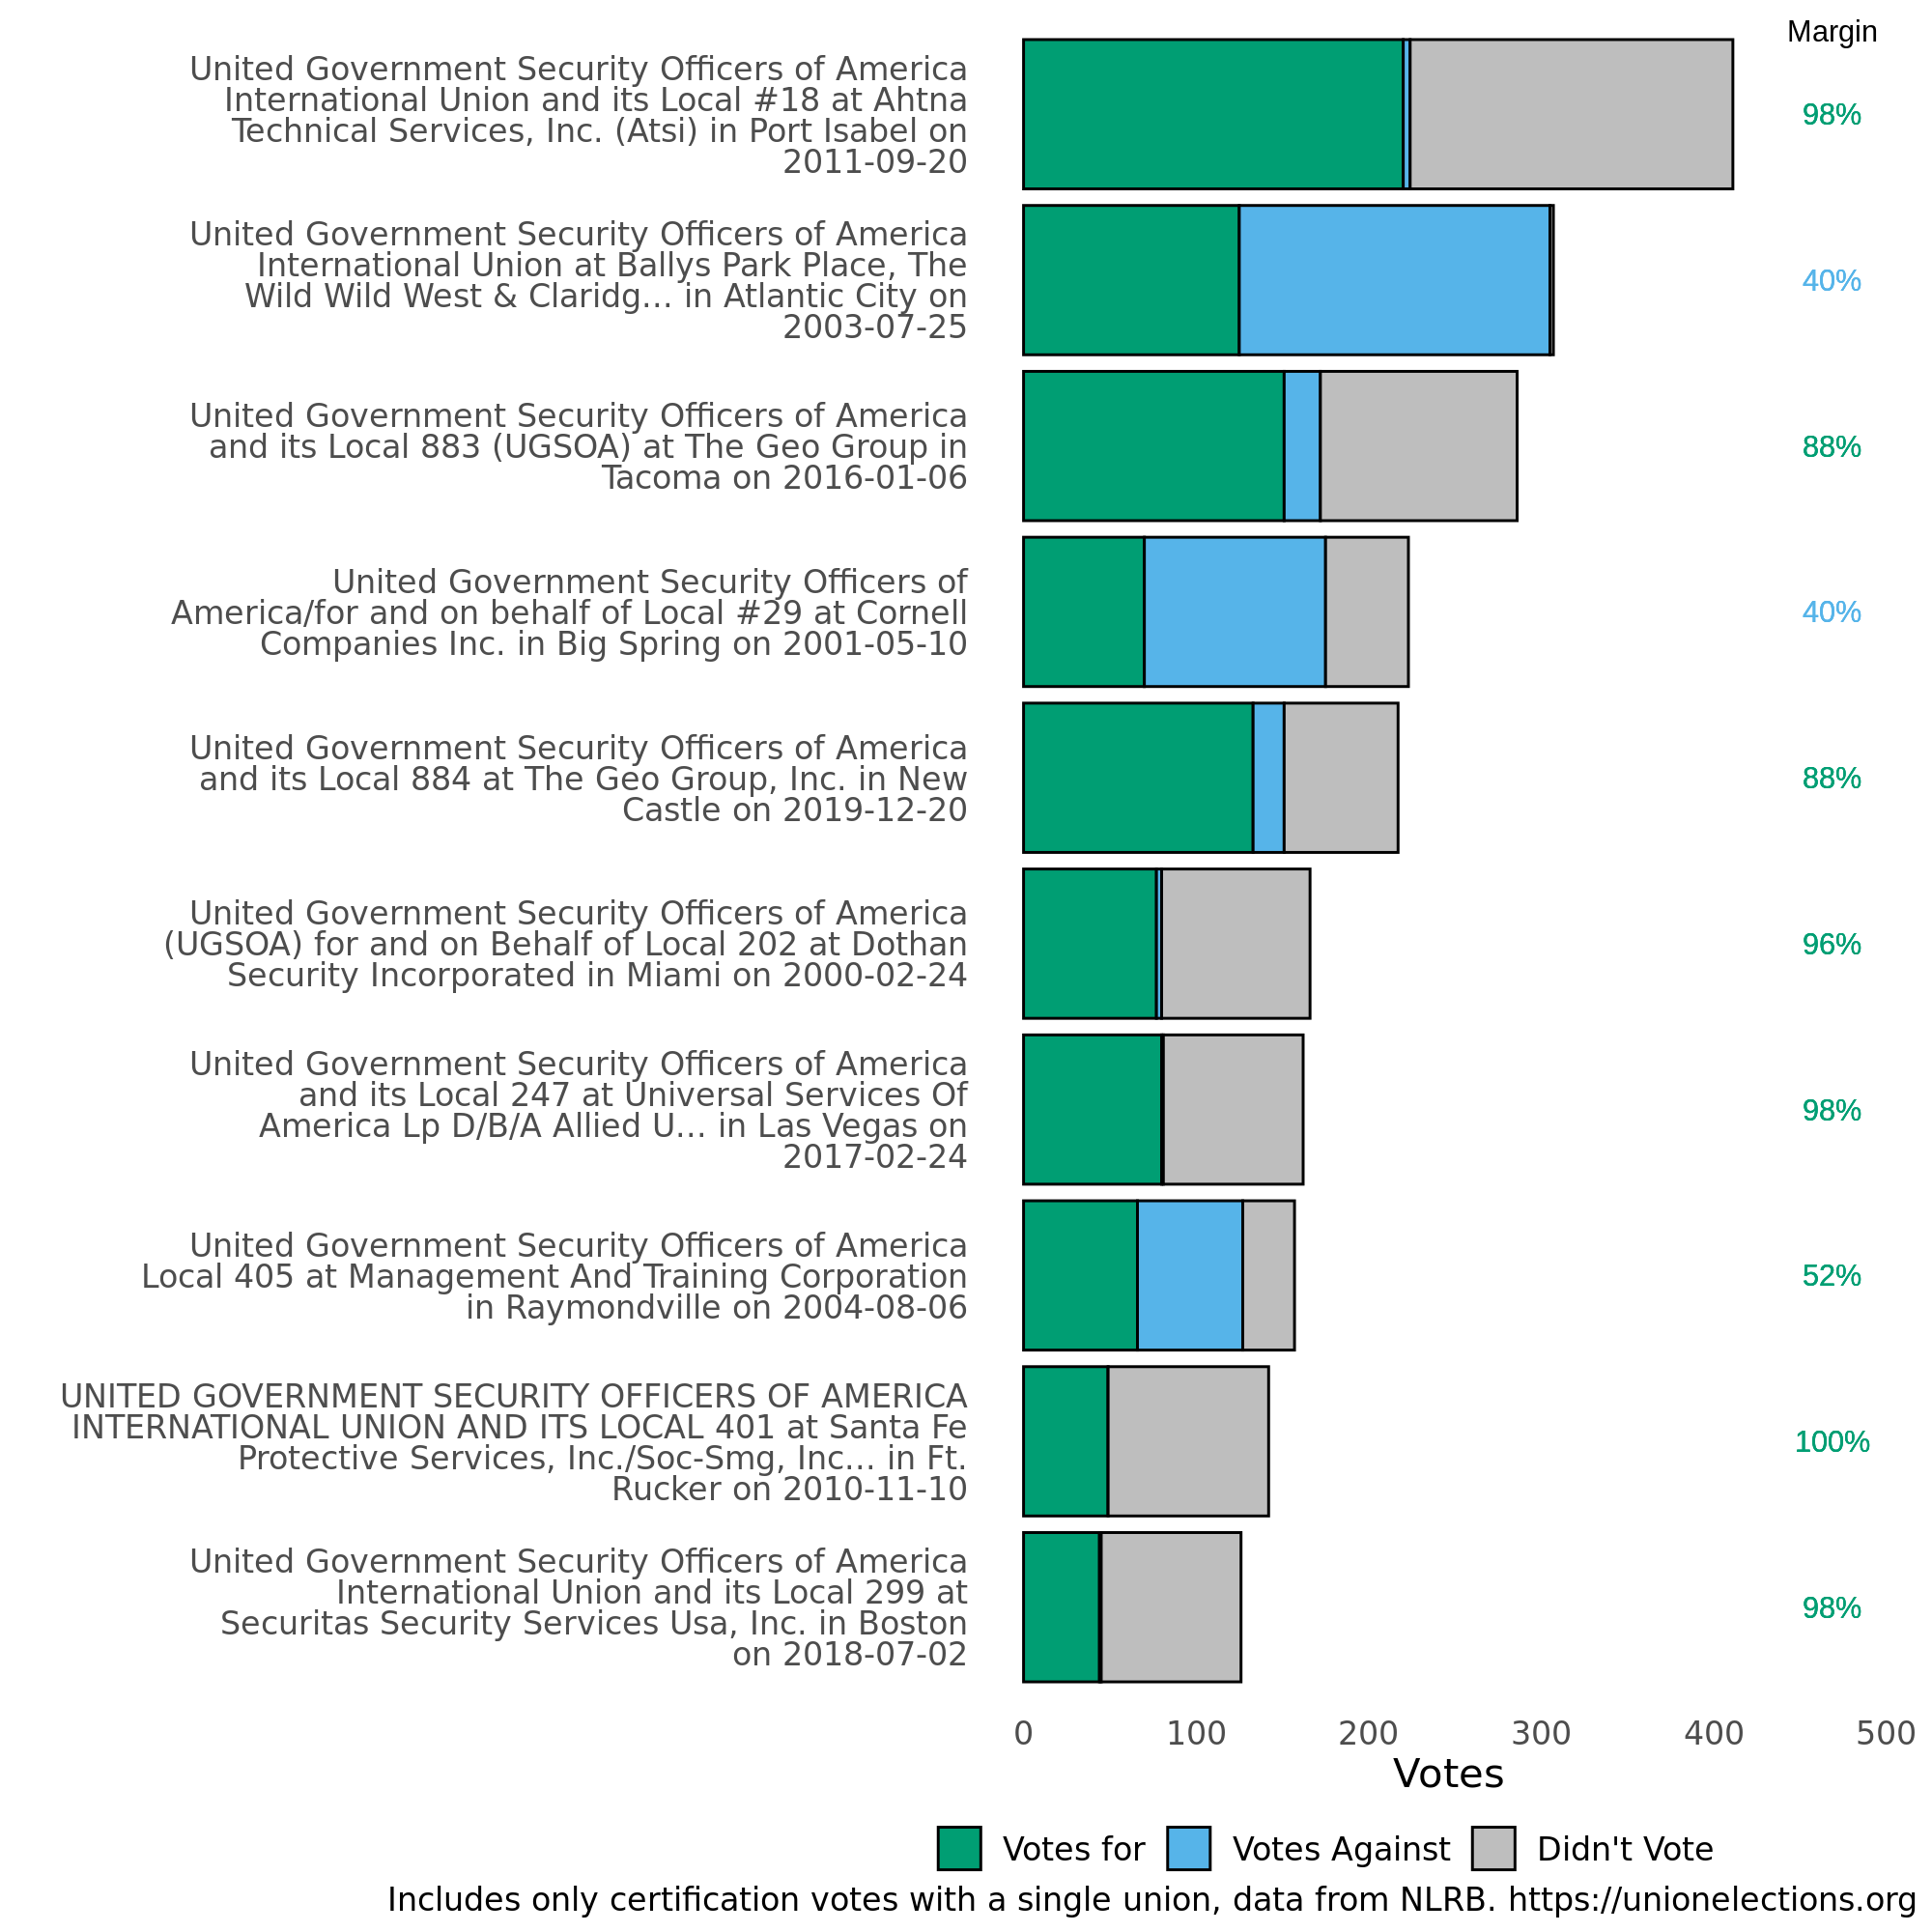 Margin
United Government Security Officers of America
International Union and its Local #18 at Ahtna
Technical Services, Inc. (Atsi) in Port Isabel on
2011-09-20
98%
United Government Security Officers of America
International Union at Ballys Park Place, The
Wild Wild West & Claridg... in Atlantic City on
2003-07-25
40%
United Government Security Officers of America
and its Local 883 (UGSOA) at The Geo Group in
Tacoma on 2016-01-06
88%
United Government Security Officers of
America/for and on behalf of Local #29 at Cornell
Companies Inc. in Big Spring on 2001-05-10
40%
United Government Security Officers of America
and its Local 884 at The Geo Group, Inc. in New
Castle on 2019-12-20
88%
United Government Security Officers of America
(UGSOA) for and on Behalf of Local 202 at Dothan
Security Incorporated in Miami on 2000-02-24
96%
United Government Security Officers of America
and its Local 247 at Universal Services Of
America Lp D/B/A Allied U... in Las Vegas on
2017-02-24
98%
United Government Security Officers of America
Local 405 at Management And Training Corporation
in Raymondville on 2004-08-06
52%
UNITED GOVERNMENT SECURITY OFFICERS OF AMERICA
INTERNATIONAL UNION AND ITS LOCAL 401 at Santa Fe
Protective Services, Inc./Soc-Smg, Inc... in Ft.
Rucker on 2010-11-10
100%
United Government Security Officers of America
International Union and its Local 299 at
Securitas Security Services Usa, Inc. in Boston
on 2018-07-02
98%
0 100 200 300 400 500
Votes
Votes for Votes Against Didn't Vote
Includes only certification votes with a single union, data from NLRB. https://unionelections.org